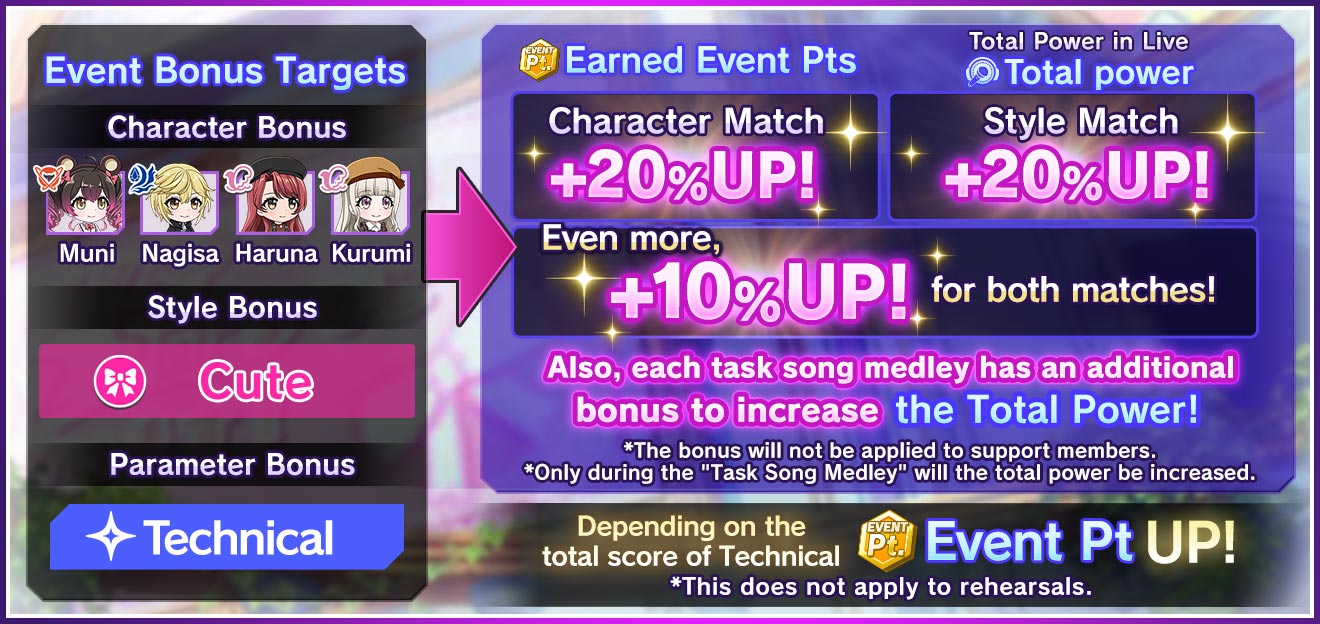 Event Bonus Targets
Character Bonus
Muni Nagisa Haruna Kurumi
Style Bonus
Cute
Parameter Bonus
Technical
EVENT Pt. Earned Event Pts
Total Power in Live
Total power
Character Match
+20%UP!
Style Match
+20%UP!
Even more,
+10%UP! for both matches!
Also, each task song medley has an additional
bonus to increase the Total Power!
*The bonus will not be applied to support members.
*Only during the "Task Song Medley" will the total power be increased.
Depending on the
total score of Technical
EVENT Pt. Event Pt UP!
*This does not apply to rehearsals.